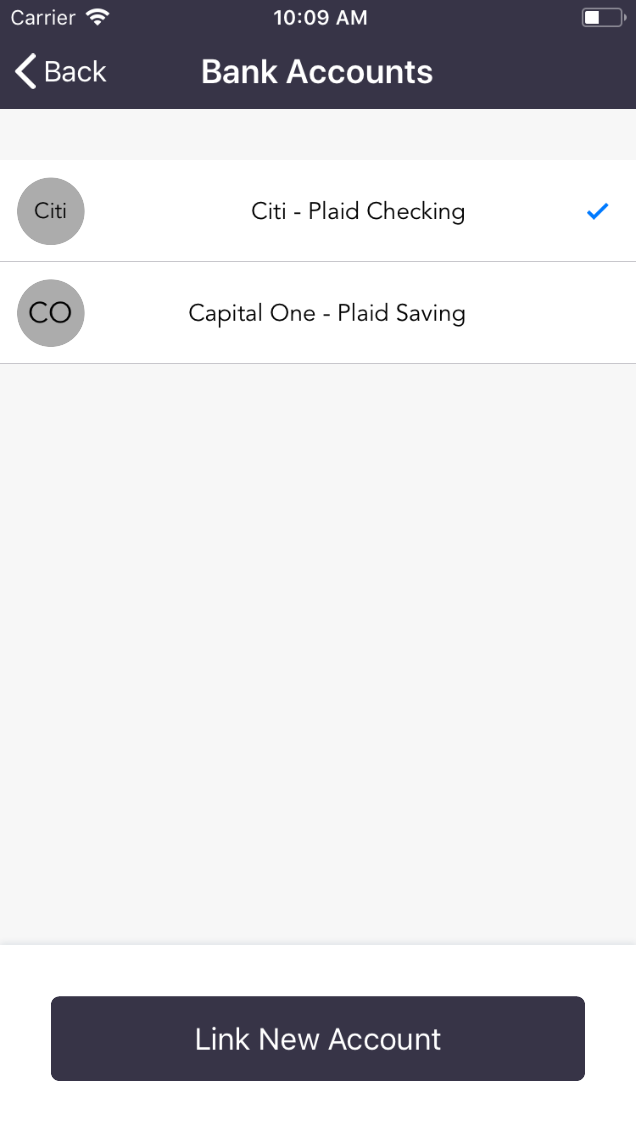 Carrier 10:09 AM
Back Bank Accounts
Citi Citi - Plaid Checking
CO Capital One - Plaid Saving
Link New Account